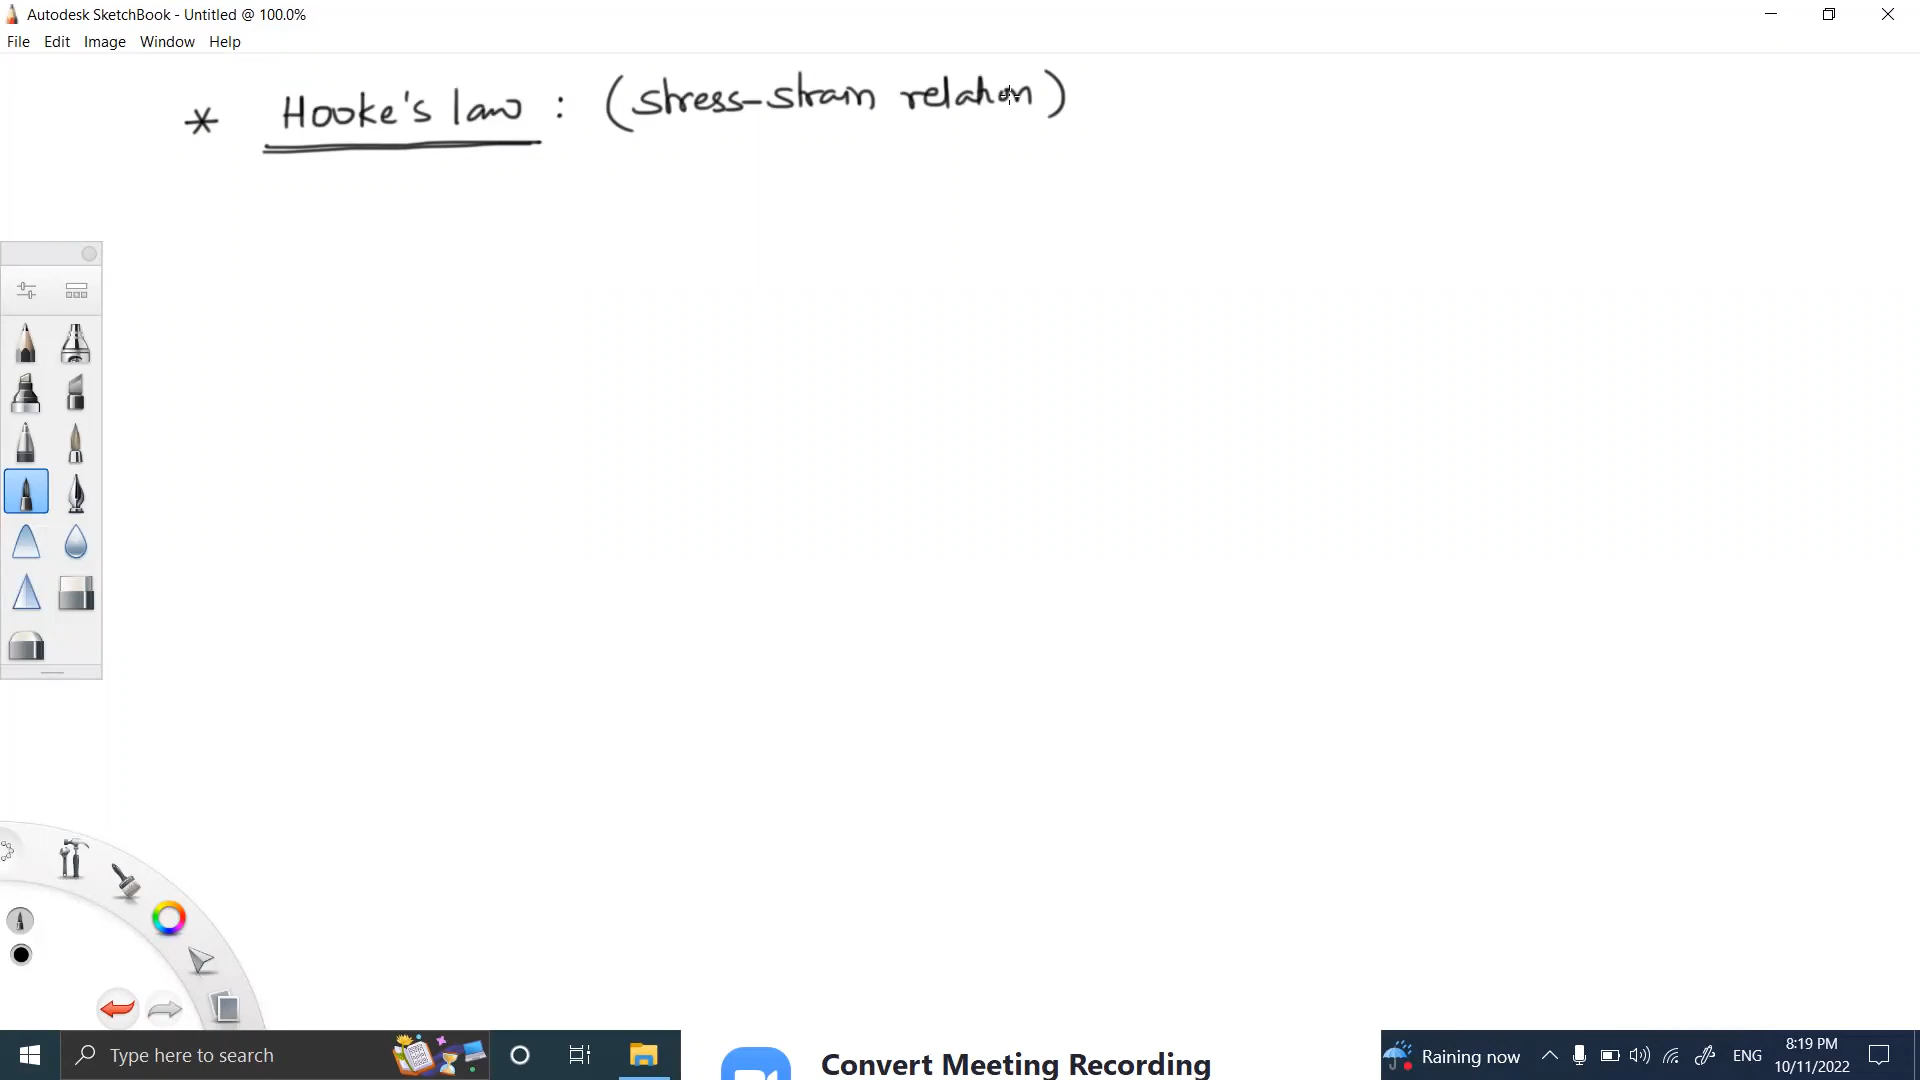 Autodesk SketchBook - Untitled @ 100.0%
File Edit Image Window Help
* Hooke's law : (stress-strain relation)
Type here to search
Convert Meeting Recording
Raining now
ENG
8:19 PM
10/11/2022